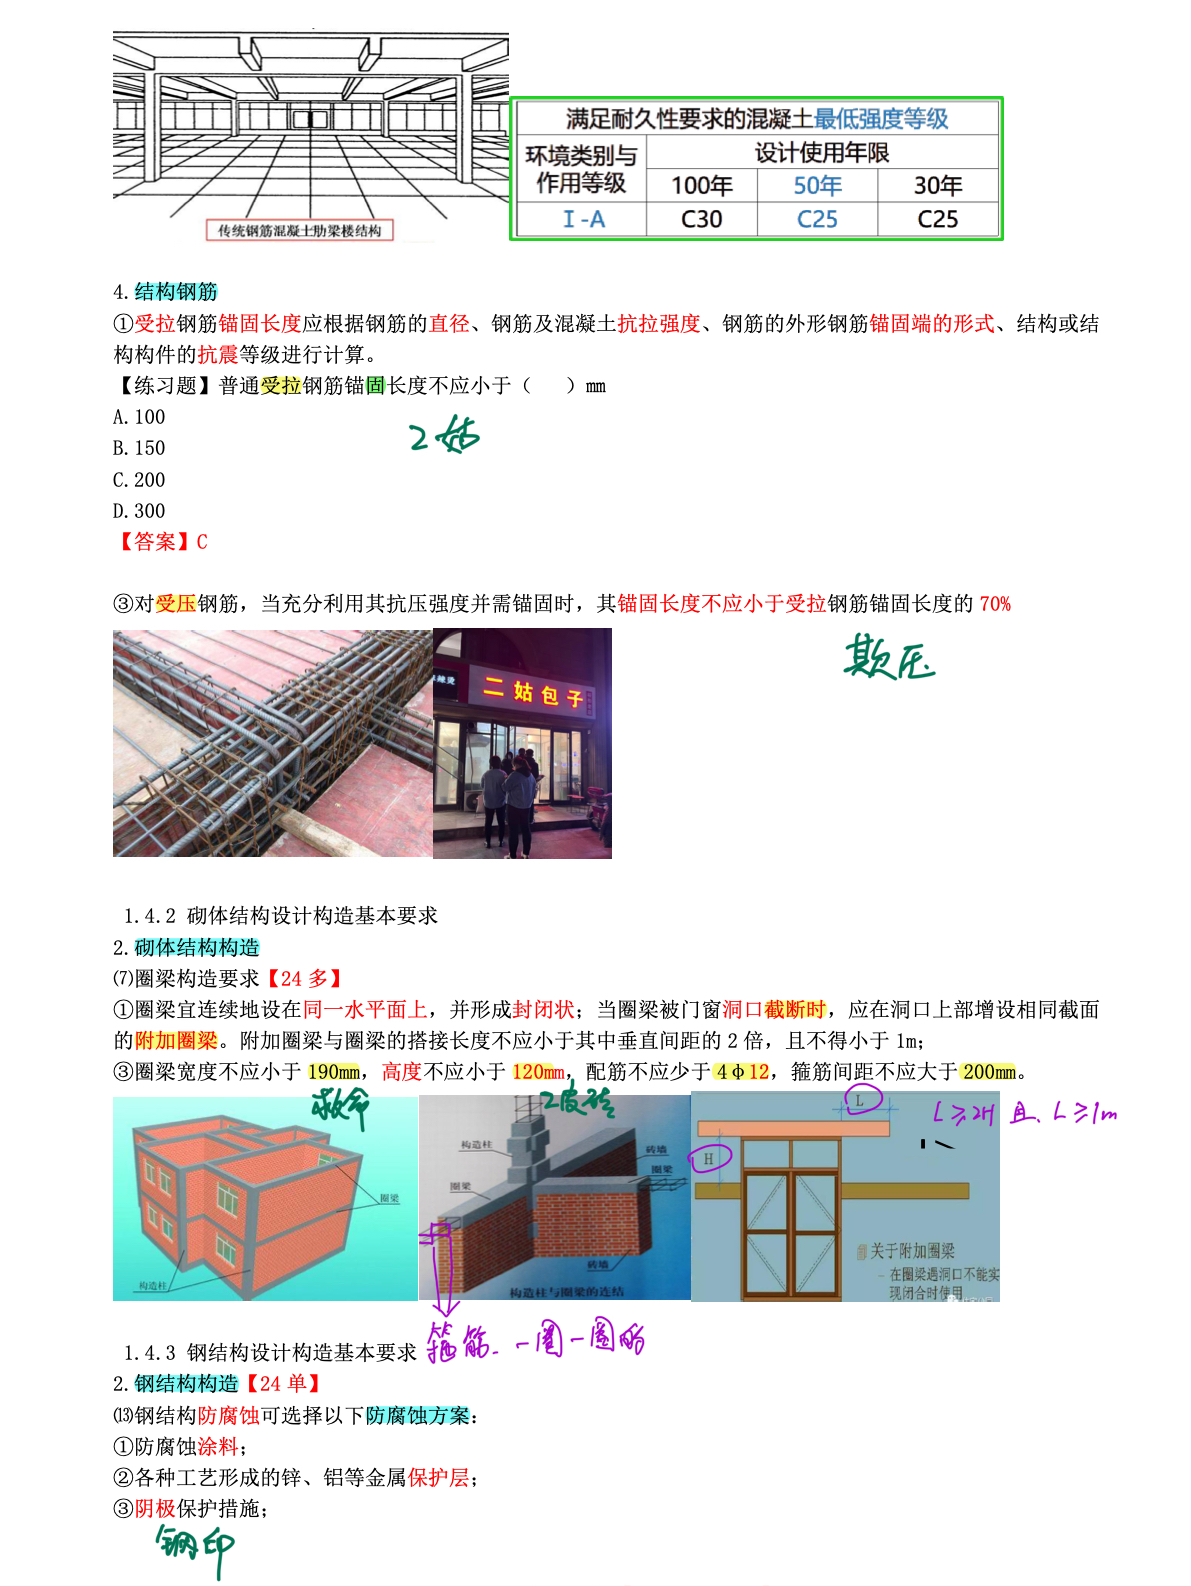 传统钢筋混凝土肋梁楼结构
满足耐久性要求的混凝土最低强度等级
环境类别与作用等级 设计使用年限
100年 50年 30年
Ⅰ-A C30 C25 C25
4.结构钢筋
①受拉钢筋锚固长度应根据钢筋的直径、钢筋及混凝土抗拉强度、钢筋的外形钢筋锚固端的形式、结构或结
构构件的抗震等级进行计算。
【练习题】普通受拉钢筋锚固长度不应小于（ ）mm
A.100
2姑
B.150
C.200
D.300
【答案】C
③对受压钢筋，当充分利用其抗压强度并需锚固时，其锚固长度不应小于受拉钢筋锚固长度的 70%
欺压
麻辣烫
二姑包子
1.4.2 砌体结构设计构造基本要求
2.砌体结构构造
⑺圈梁构造要求【24 多】
①圈梁宜连续地设在同一水平面上，并形成封闭状；当圈梁被门窗洞口截断时，应在洞口上部增设相同截面
的附加圈梁。附加圈梁与圈梁的搭接长度不应小于其中垂直间距的 2 倍，且不得小于 1m；
③圈梁宽度不应小于 190mm，高度不应小于 120mm，配筋不应少于 4φ12，箍筋间距不应大于 200mm。
救命
2皮砖
L
L≥2H 且、L≥1m
构造柱
砖墙
H
圈梁
圈梁
圈梁
关于附加圈梁
– 在圈梁遇洞口不能实
现闭合时使用
砖墙
构造柱
构造柱与圈梁的连结
箍筋、一圈一圈的
1.4.3 钢结构设计构造基本要求
2.钢结构构造【24 单】
⒀钢结构防腐蚀可选择以下防腐蚀方案：
①防腐蚀涂料；
②各种工艺形成的锌、铝等金属保护层；
③阴极保护措施；
钢印